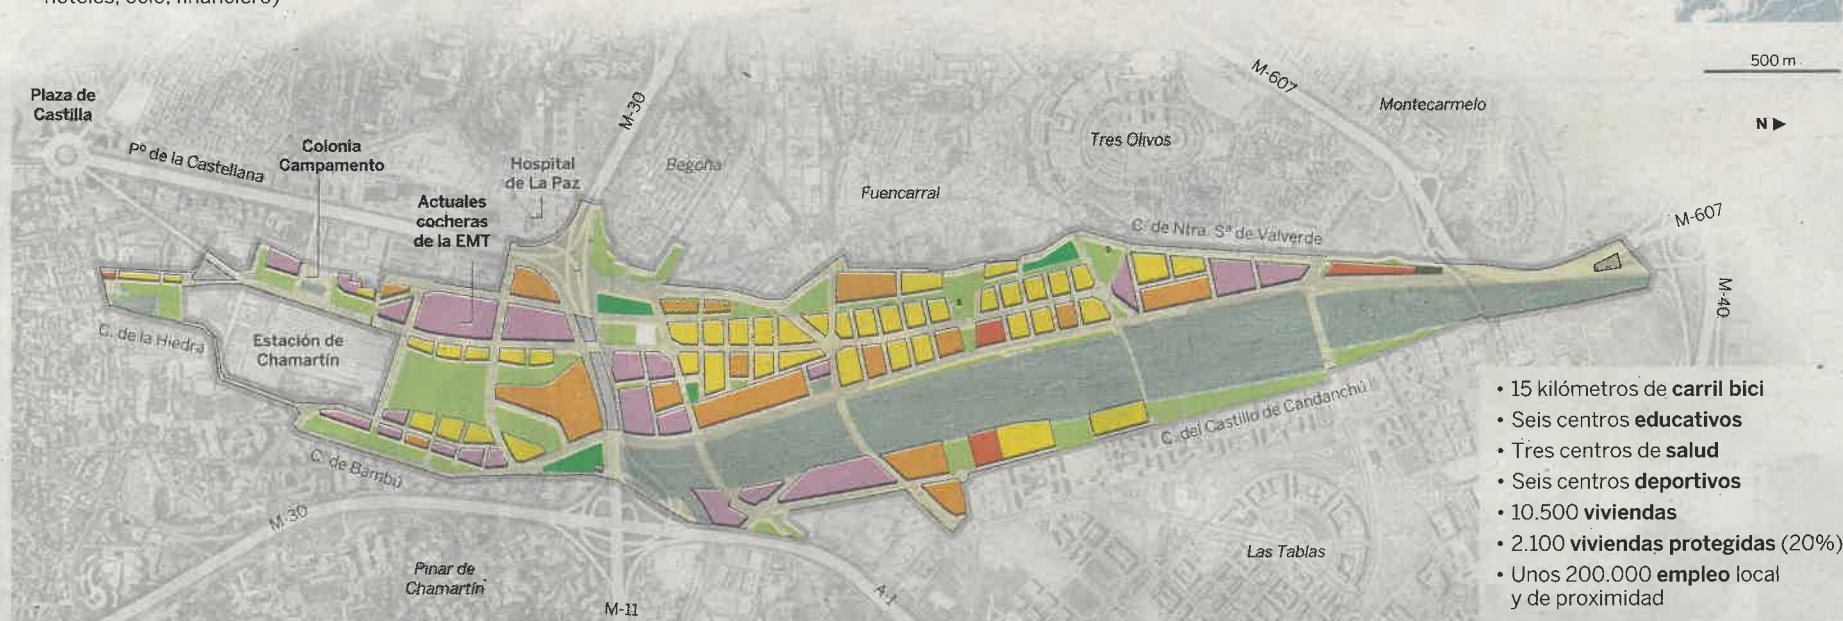 hoteles, ocio, financiero)
500 m
N
Plaza de
Castilla
Pº de la Castellana
Colonia
Campamento
Actuales
cocheras
de la EMT
Hospital
de La Paz
M-30
Begoña
Fuencarral
Tres Olivos
M-607
Montecarmelo
C. de Ntra. Sª de Valverde
M-607
M-40
C. de la Hiedra
Estación de
Chamartín
C. de Bambú
M-30
Pinar de
Chamartín
M-11
A-1
C. del Castillo de Candanchú
Las Tablas
• 15 kilómetros de carril bici
• Seis centros educativos
• Tres centros de salud
• Seis centros deportivos
• 10.500 viviendas
• 2.100 viviendas protegidas (20%)
• Unos 200.000 empleo local
y de proximidad